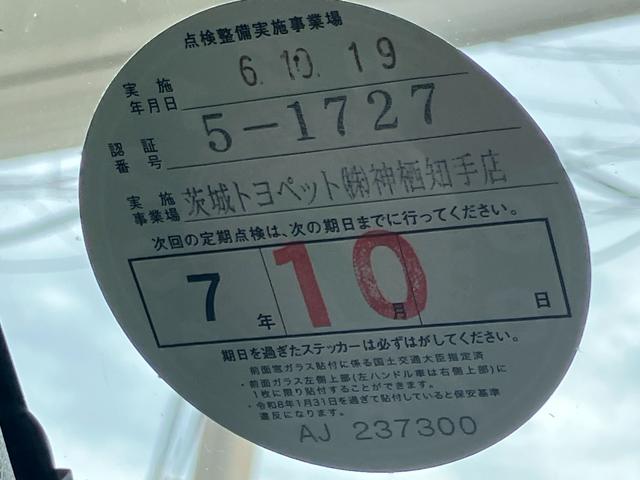 点検整備実施事業場
実施年月日 6.10.19
認証番号 5-1727
実施事業場 茨城トヨペット㈱神栖知手店
次回の定期点検は、次の期日までに行ってください。
7年 10月 日
期日を過ぎたステッカーは必ずはがしてください。
前面窓ガラス貼付に係る国土交通大臣指定済
・前面ガラス左側上部(左ハンドル車は右側上部)に
1枚に限り貼付することができます。
・令和8年1月31日を過ぎて貼付していると保安基準
違反になります。
AJ 237300